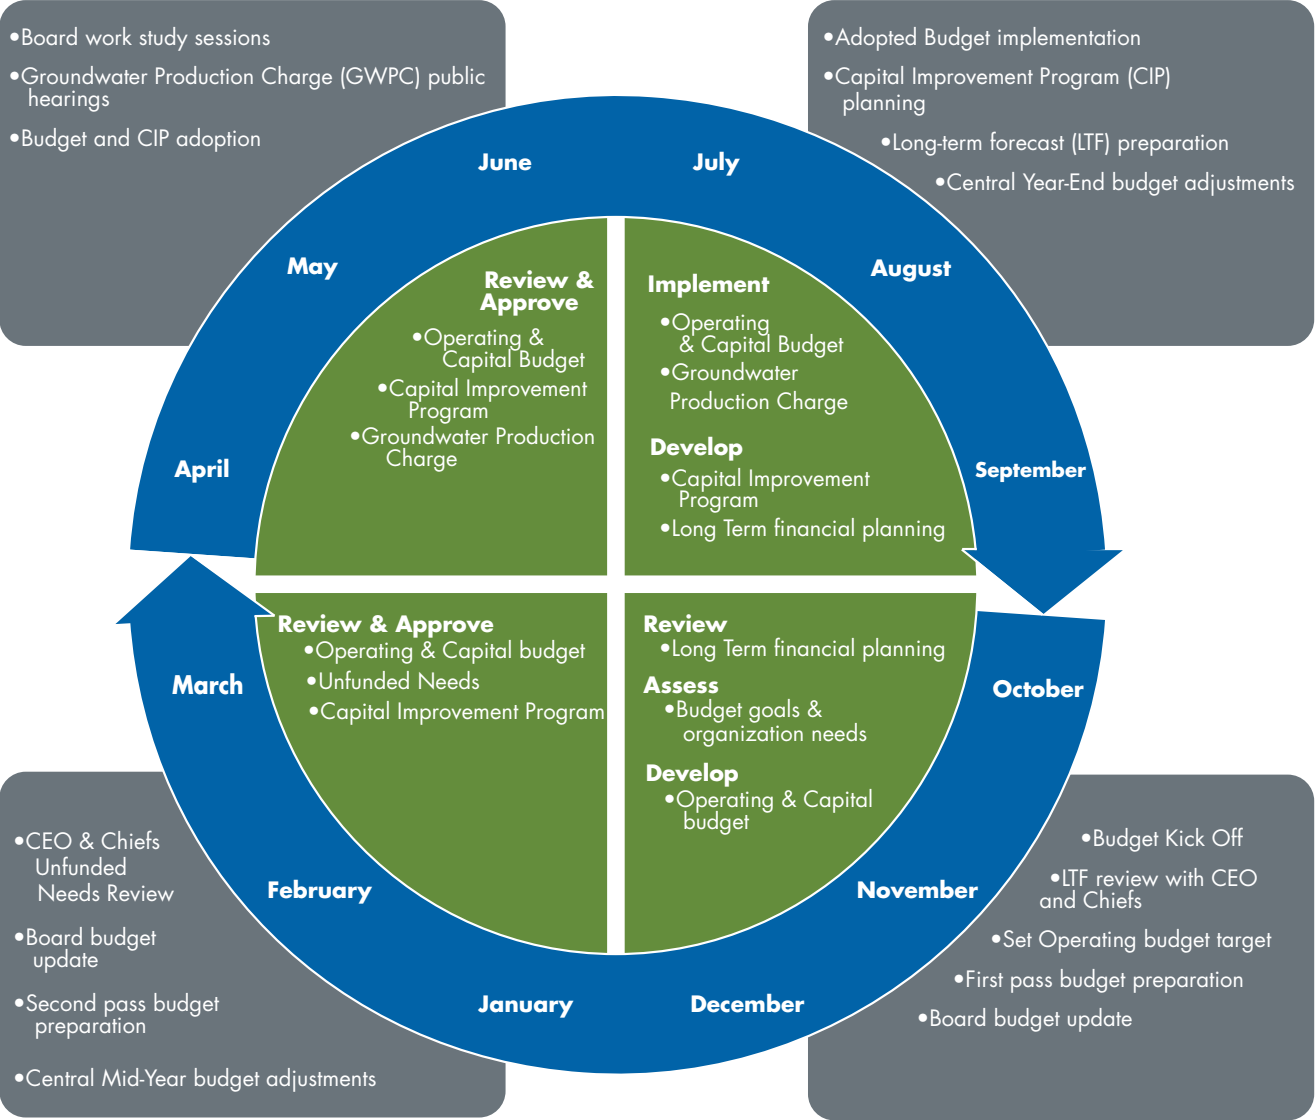 •Board work study sessions
•Groundwater Production Charge (GWPC) public
hearings
•Budget and CIP adoption
•Adopted Budget implementation
•Capital Improvement Program (CIP)
planning
•Long-term forecast (LTF) preparation
•Central Year-End budget adjustments
June
July
May
August
April
September
Review &
Approve
•Operating &
Capital Budget
•Capital Improvement
Program
•Groundwater Production
Charge
Implement
•Operating
& Capital Budget
•Groundwater
Production Charge
Develop
•Capital Improvement
Program
•Long Term financial planning
Review & Approve
•Operating & Capital budget
•Unfunded Needs
•Capital Improvement Program
Review
•Long Term financial planning
Assess
•Budget goals &
organization needs
Develop
•Operating & Capital
budget
March
October
February
November
January
December
•CEO & Chiefs
Unfunded
Needs Review
•Board budget
update
•Second pass budget
preparation
•Central Mid-Year budget adjustments
•Budget Kick Off
•LTF review with CEO
and Chiefs
•Set Operating budget target
•First pass budget preparation
•Board budget update